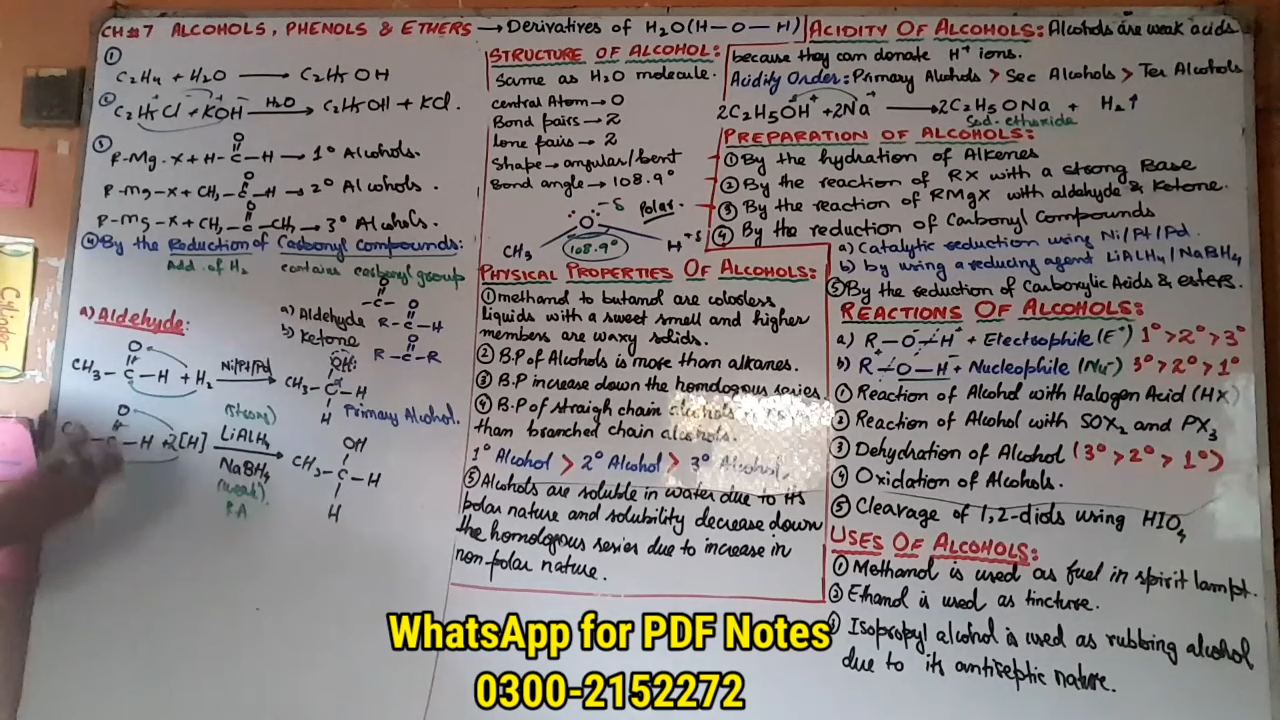 CH#7 ALCOHOLS, PHENOLS & ETHERS → Derivatives of H₂O(H—O—H)
①
C₂H₄ + H₂O ⟶ C₂H₅OH
② C₂H₅⁺Cl⁻ + KOH⁻ —H₂O→ C₂H₅OH + KCl.
③ O
R-Mg-X + H-C-H → 1° Alcohols.
O
R-Mg-X + CH₃-C-H → 2° Alcohols.
O
R-Mg-X + CH₃-C-CH₃ → 3° Alcohols.
④ By the Reduction of Carbonyl Compounds:
Add. of H₂ contains carbonyl group
O
-C-
a) Aldehyde:
a) Aldehyde R-C-H
O
b) Ketone R-C-R
O
CH₃-C-H + H₂ —Ni/Pt/Pd→ CH₃-C-H
OH
H Primary Alcohol.
O
C-H + 2[H]
(strong)
LiAlH₄
NaBH₄
(weak)
R.A
OH
CH₃-C-H
H
STRUCTURE OF ALCOHOL:
Same as H₂O molecule.
central Atom → O
Bond pairs → 2
lone pairs → 2
Shape → angular/bent
Bond angle → 108.9°
O -δ Polar.
CH₃ 108.9° H +δ
PHYSICAL PROPERTIES OF ALCOHOLS:
① methanol to butanol are colorless
liquids with a sweet smell and higher
members are waxy solids.
② B.P of Alcohols is more than alkanes.
③ B.P increase down the homologous series
④ B.P of straigh chain alcohols
than branched chain alcohols.
1° Alcohol > 2° Alcohol > 3° Alcohol.
⑤ Alcohols are soluble in water due to its
polar nature and solubility decrease down
the homologous series due to increase in
non polar nature.
ACIDITY OF ALCOHOLS: Alcohols are weak acids
because they can donate H⁺ ions.
Acidity Order: Primary Alcohols > Sec Alcohols > Ter Alcohols
2C₂H₅OH⁺ + 2Na⁺ ⟶ 2C₂H₅ONa + H₂↑
Sod. ethoxide
PREPARATION OF ALCOHOLS:
① By the hydration of Alkenes
② By the reaction of RX with a strong Base
③ By the reaction of RMgX with aldehyde & Ketone.
④ By the reduction of Carbonyl Compounds
a) Catalytic reduction using Ni/Pt/Pd.
b) by using a reducing agent LiAlH₄/NaBH₄
⑤ By the reduction of Carboxylic Acids & esters.
REACTIONS OF ALCOHOLS:
a) R—O⁻—H⁺ + Electrophile (E⁺) 1° > 2° > 3°
b) R⁺—O—H + Nucleophile (Nu⁻) 3° > 2° > 1°
① Reaction of Alcohol with Halogen Acid (HX)
② Reaction of Alcohol with SOX₂ and PX₃
③ Dehydration of Alcohol (3° > 2° > 1°)
④ Oxidation of Alcohols.
⑤ Clearage of 1,2-diols using HIO₄
USES OF ALCOHOLS:
① Methanol is used as fuel in spirit lampt.
② Ethanol is used as tincture.
Isopropyl alcohol is used as rubbing alcohol
due to its antiseptic nature.
Cylinder
WhatsApp for PDF Notes
0300-2152272